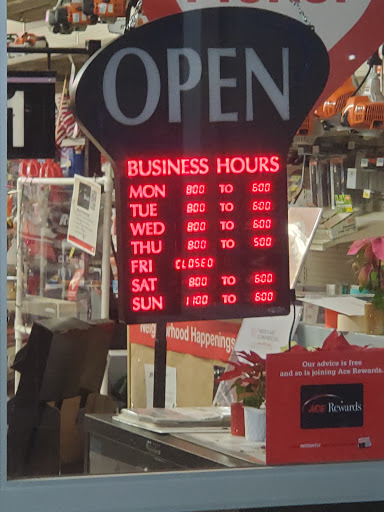 1
OPEN
BUSINESS HOURS
MON 800 TO 600
TUE 800 TO 600
WED 800 TO 600
THU 800 TO 500
FRI CLOSED
SAT 800 TO 600
SUN 1100 TO 600
Our advice is free
and so is joining Ace Rewards.
ACE Rewards